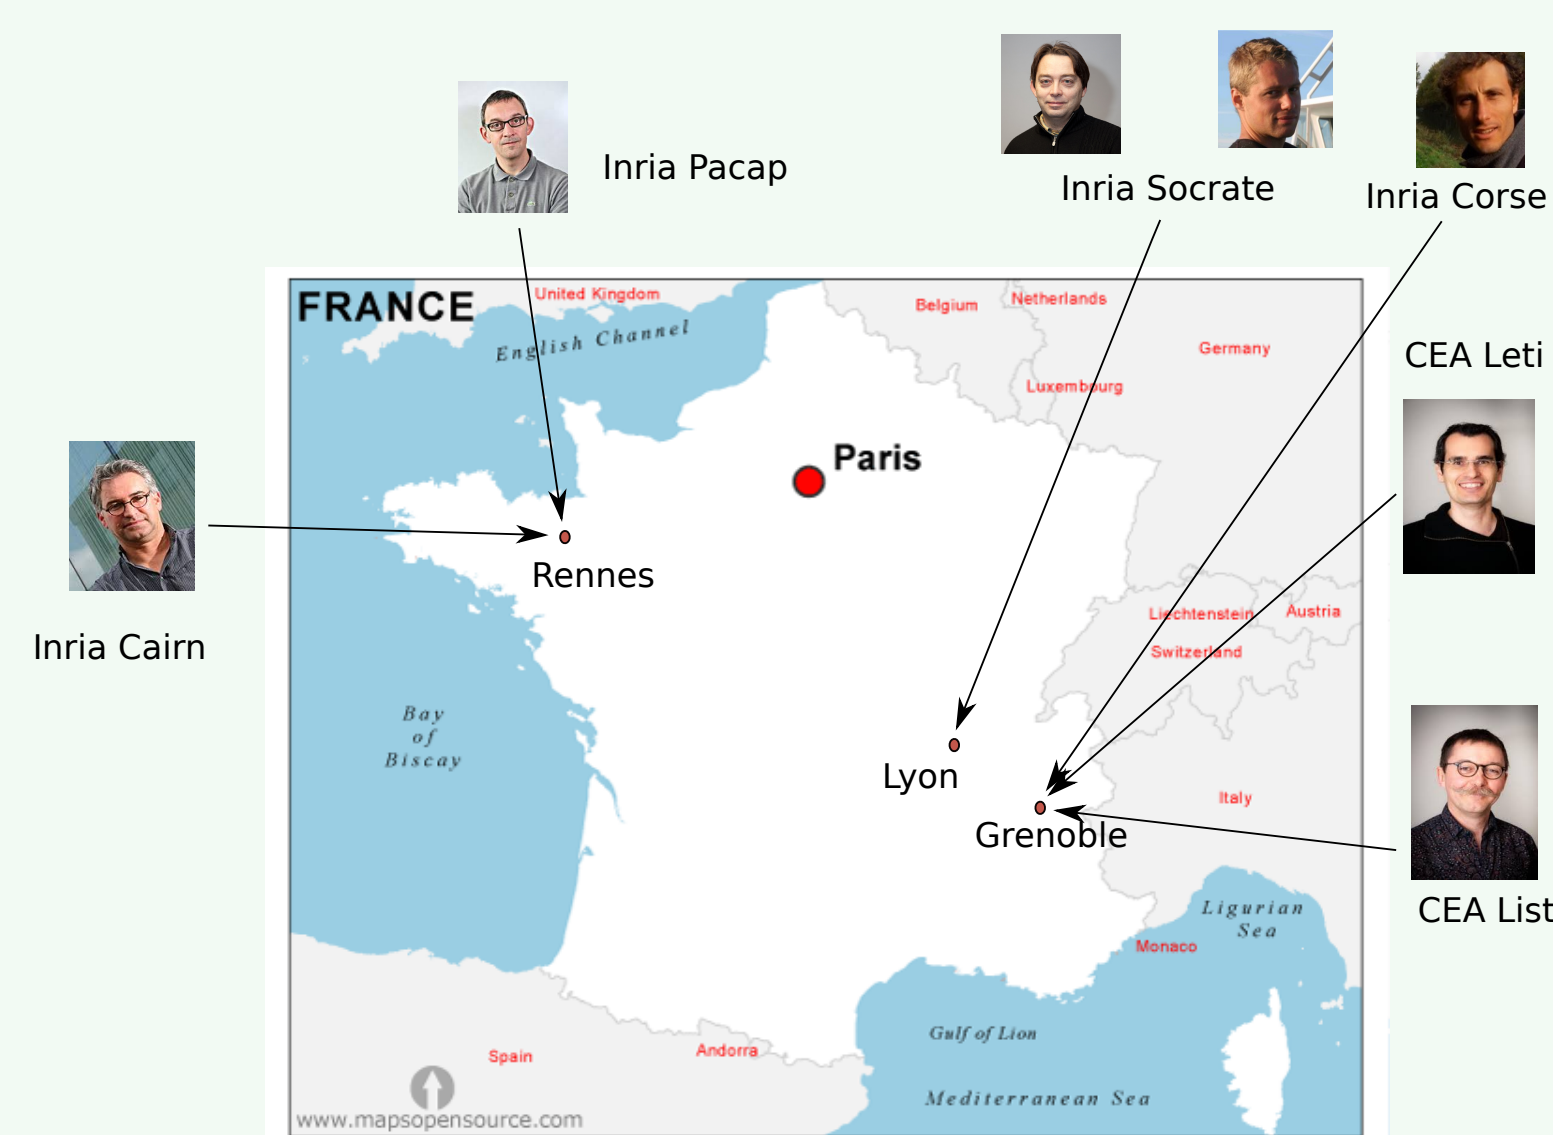 Inria Pacap
Inria Socrate
Inria Corse
FRANCE
United Kingdom
English Channel
Belgium
Netherlands
Germany
Luxembourg
CEA Leti
Paris
Rennes
Inria Cairn
Liechtenstein
Austria
Switzerland
Bay
of
Biscay
Lyon
Grenoble
Italy
CEA List
Ligurian
Sea
Monaco
Gulf of Lion
Spain
Andorra
Mediterranean Sea
www.mapsopensource.com